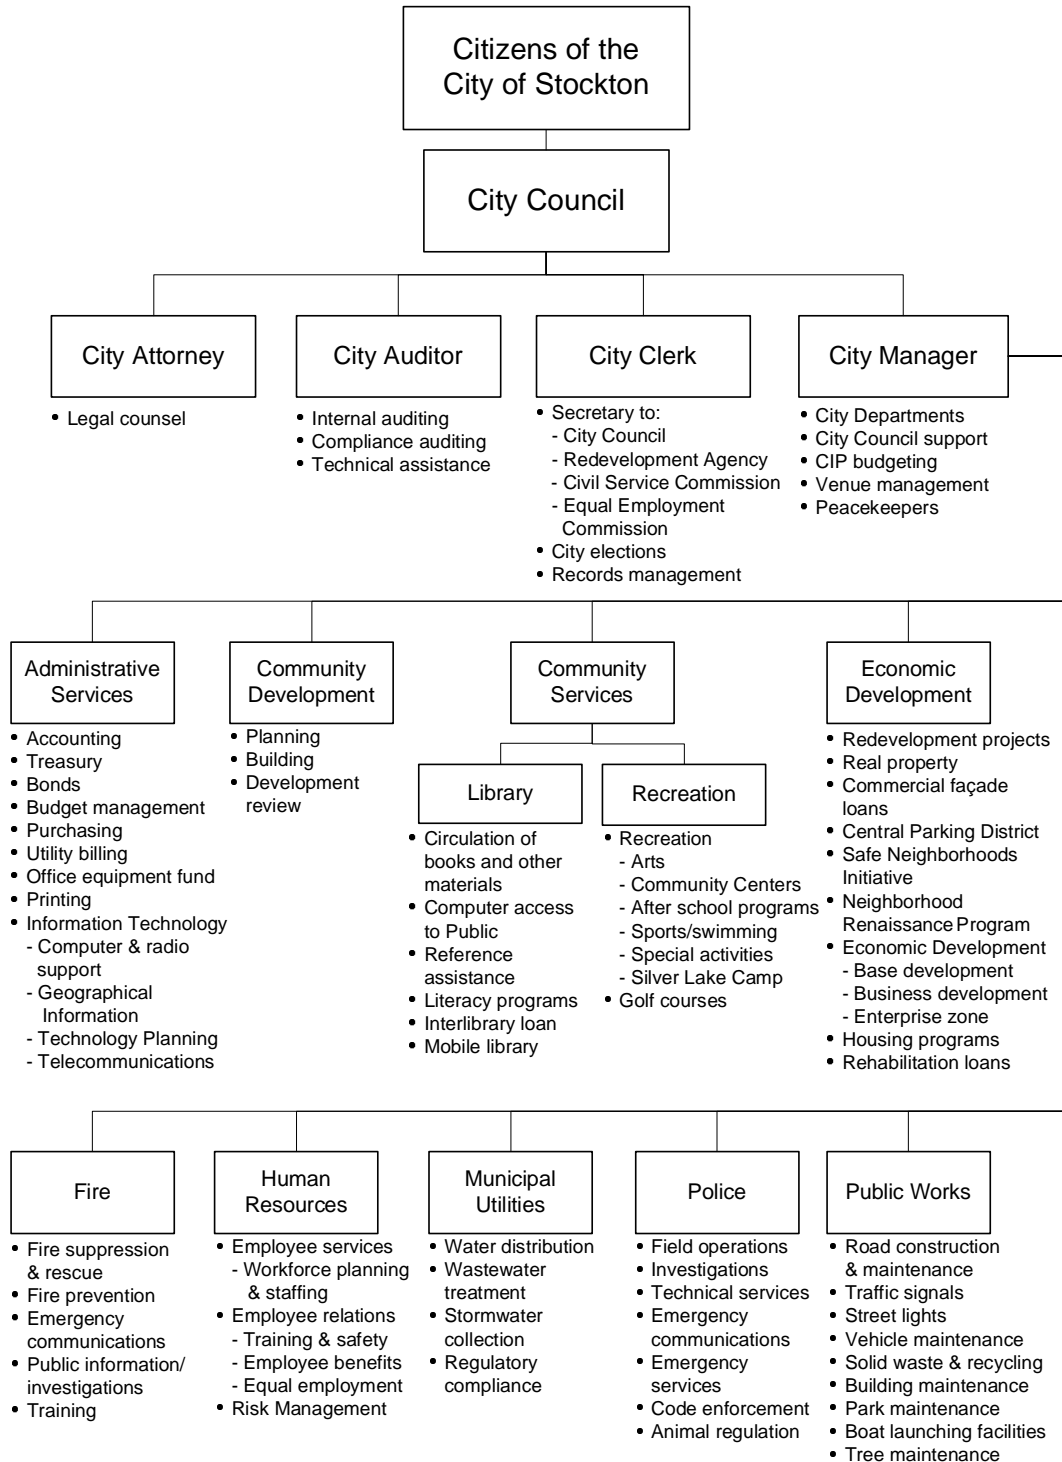 Citizens of the
City of Stockton
City Council
City Attorney
• Legal counsel
City Auditor
• Internal auditing
• Compliance auditing
• Technical assistance
City Clerk
• Secretary to:
- City Council
- Redevelopment Agency
- Civil Service Commission
- Equal Employment
Commission
• City elections
• Records management
City Manager
• City Departments
• City Council support
• CIP budgeting
• Venue management
• Peacekeepers
Administrative
Services
• Accounting
• Treasury
• Bonds
• Budget management
• Purchasing
• Utility billing
• Office equipment fund
• Printing
• Information Technology
- Computer & radio
support
- Geographical
Information
- Technology Planning
- Telecommunications
Community
Development
• Planning
• Building
• Development
review
Community
Services
Library
• Circulation of
books and other
materials
• Computer access
to Public
• Reference
assistance
• Literacy programs
• Interlibrary loan
• Mobile library
Recreation
• Recreation
- Arts
- Community Centers
- After school programs
- Sports/swimming
- Special activities
- Silver Lake Camp
• Golf courses
Economic
Development
• Redevelopment projects
• Real property
• Commercial façade
loans
• Central Parking District
• Safe Neighborhoods
Initiative
• Neighborhood
Renaissance Program
• Economic Development
- Base development
- Business development
- Enterprise zone
• Housing programs
• Rehabilitation loans
Fire
• Fire suppression
& rescue
• Fire prevention
• Emergency
communications
• Public information/
investigations
• Training
Human
Resources
• Employee services
- Workforce planning
& staffing
• Employee relations
- Training & safety
- Employee benefits
- Equal employment
• Risk Management
Municipal
Utilities
• Water distribution
• Wastewater
treatment
• Stormwater
collection
• Regulatory
compliance
Police
• Field operations
• Investigations
• Technical services
• Emergency
communications
• Emergency
services
• Code enforcement
• Animal regulation
Public Works
• Road construction
& maintenance
• Traffic signals
• Street lights
• Vehicle maintenance
• Solid waste & recycling
• Building maintenance
• Park maintenance
• Boat launching facilities
• Tree maintenance